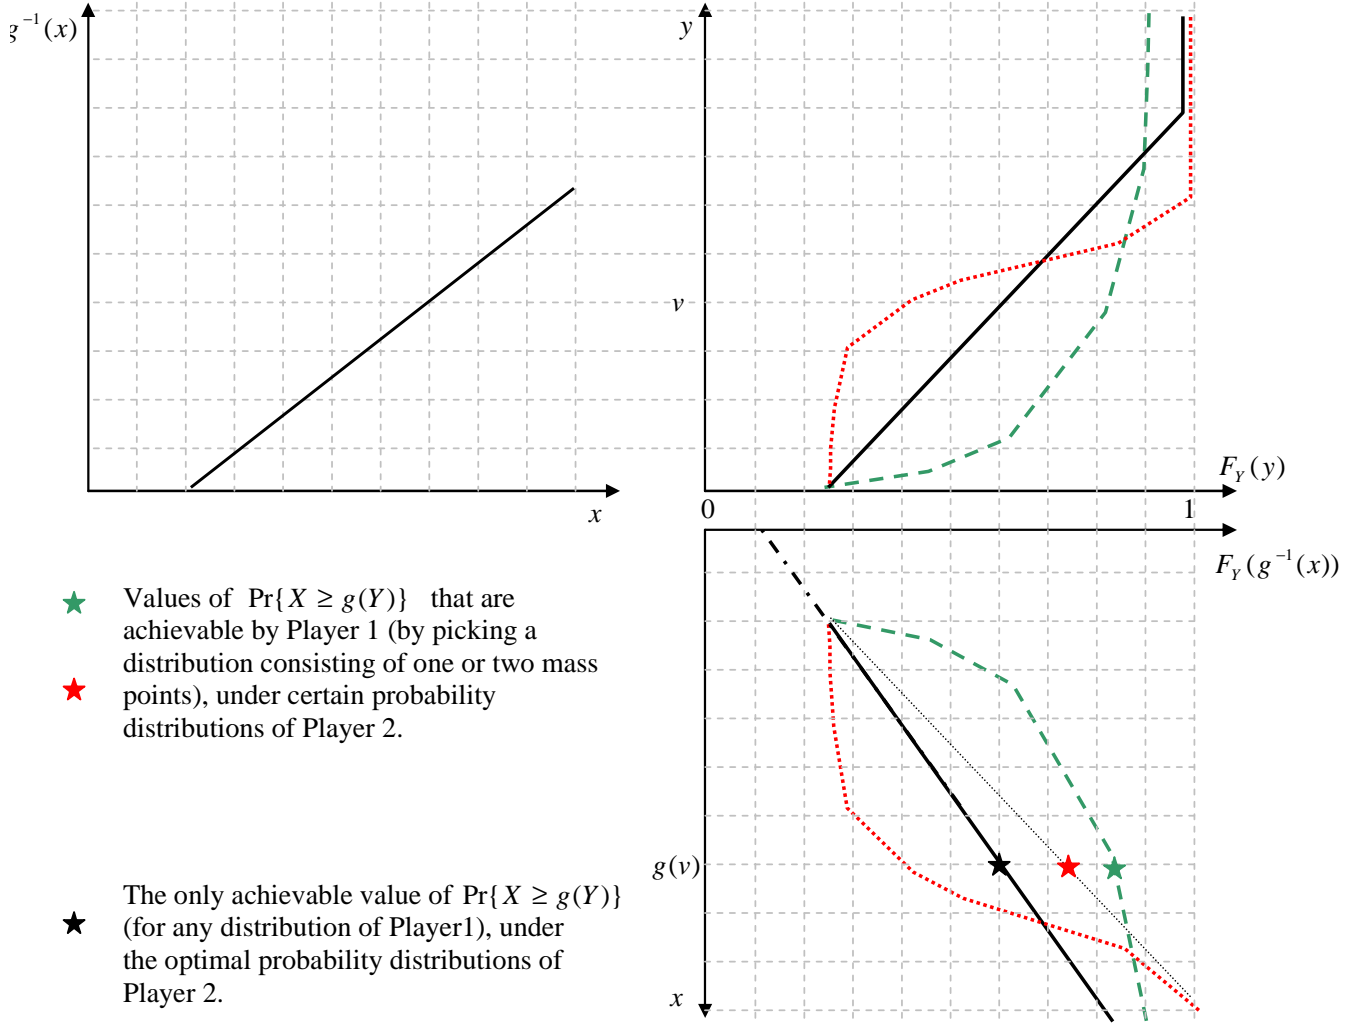 g⁻¹(x)
y
v
F_Y(y)
x
0
1
F_Y(g⁻¹(x))
Values of Pr{X ≥ g(Y)} that are
achievable by Player 1 (by picking a
distribution consisting of one or two mass
points), under certain probability
distributions of Player 2.
g(v)
The only achievable value of Pr{X ≥ g(Y)}
(for any distribution of Player1), under
the optimal probability distributions of
Player 2.
x